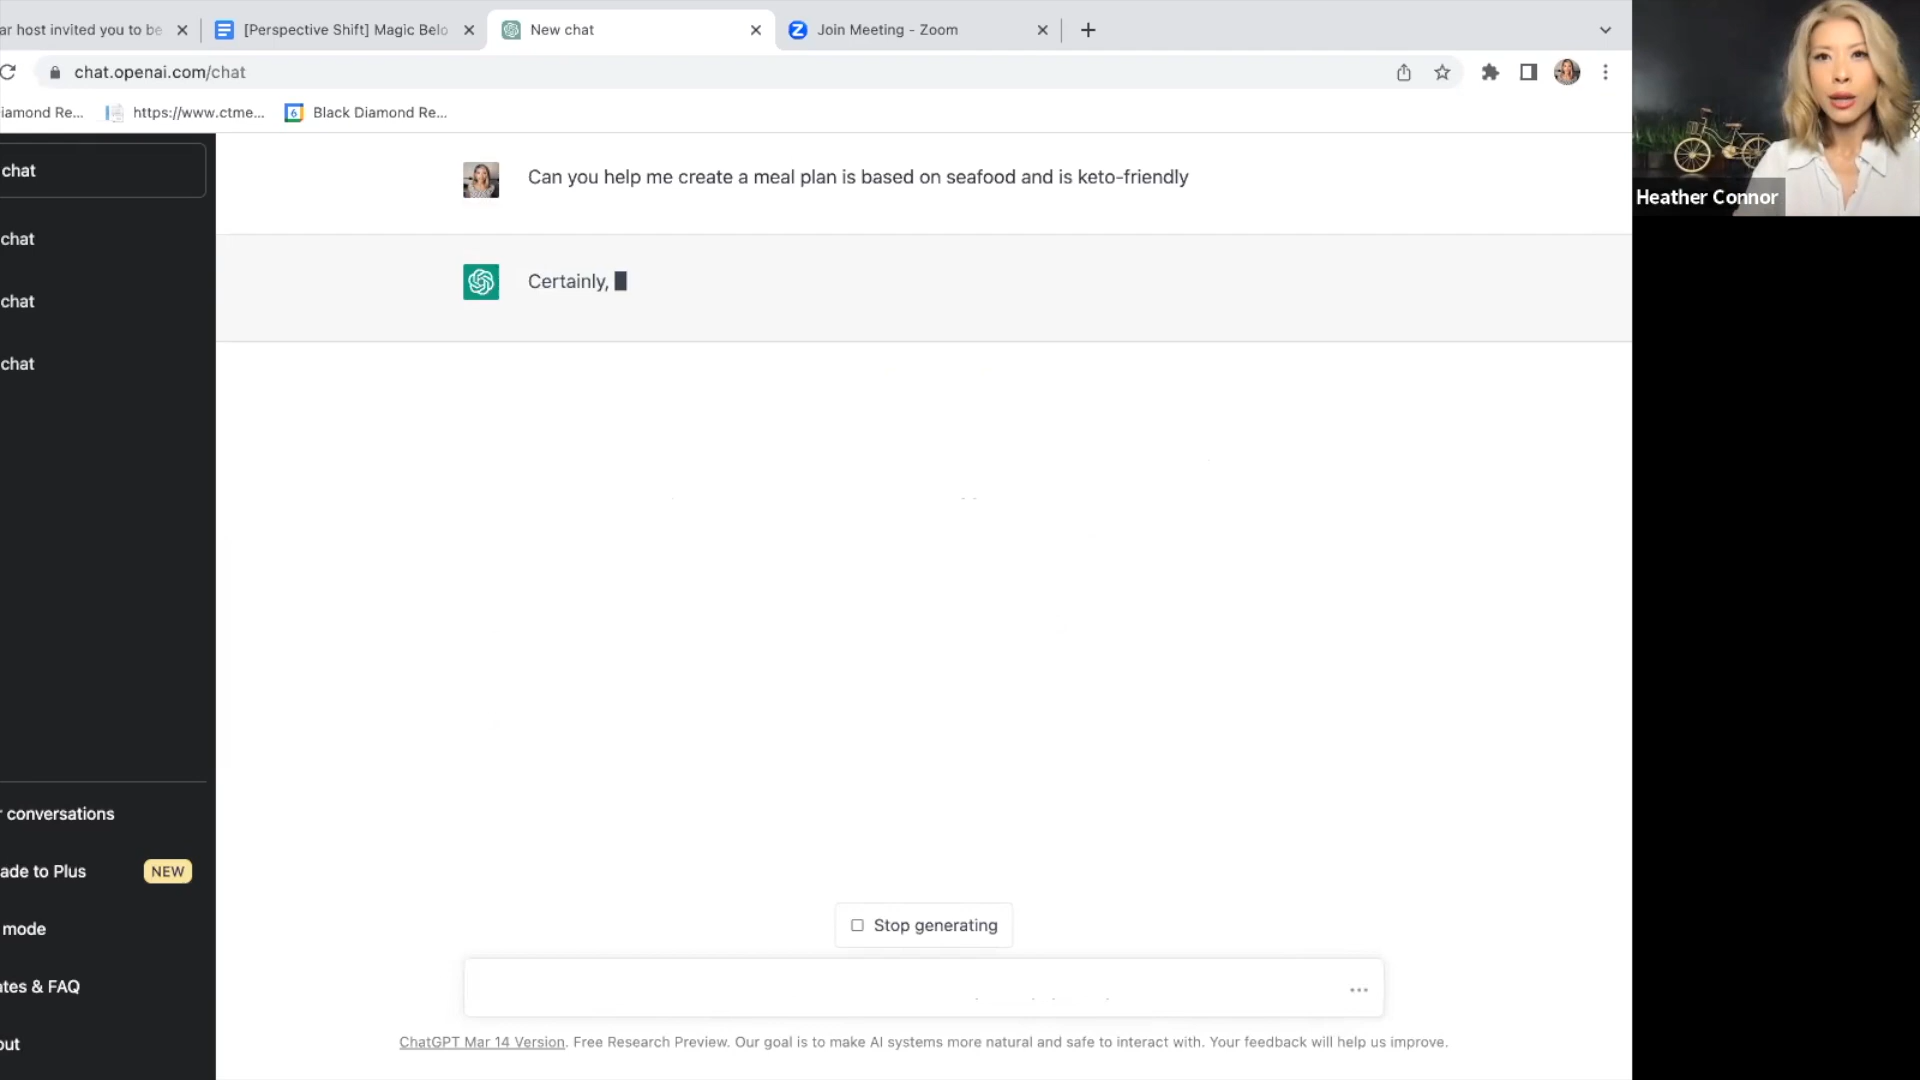 ar host invited you to be
[Perspective Shift] Magic Belo
New chat
Join Meeting - Zoom
chat.openai.com/chat
iamond Re...
https://www.ctme...
6
Black Diamond Re...
chat
chat
chat
chat
Can you help me create a meal plan is based on seafood and is keto-friendly
Certainly,
Heather Connor
r conversations
ade to Plus
NEW
mode
ates & FAQ
out
Stop generating
ChatGPT Mar 14 Version. Free Research Preview. Our goal is to make AI systems more natural and safe to interact with. Your feedback will help us improve.